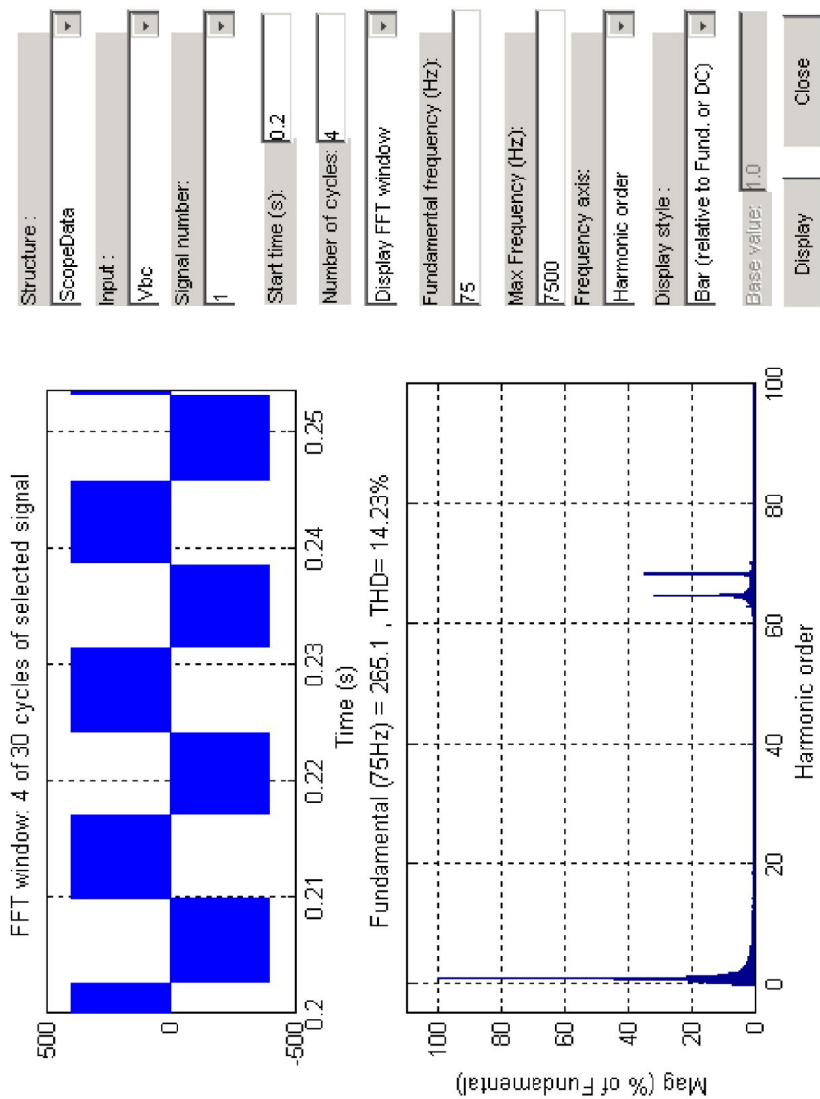 FFT window: 4 of 30 cycles of selected signal
500
0
-500
0.2
0.21
0.22
0.23
0.24
0.25
Time (s)
Fundamental (75Hz) = 265.1 , THD= 14.23%
Mag (% of Fundamental)
100
80
60
40
20
0
0
20
40
60
80
100
Harmonic order
Structure :
ScopeData
Input :
Vbc
Signal number:
1
Start time (s): 0.2
Number of cycles: 4
Display FFT window
Fundamental frequency (Hz):
75
Max Frequency (Hz):
7500
Frequency axis:
Harmonic order
Display style :
Bar (relative to Fund. or DC)
Base value: 1.0
Display
Close